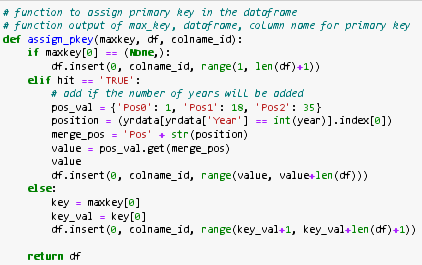 # function to assign primary key in the dataframe
# function output of max_key, dataframe, column name for primary key
def assign_pkey(maxkey, df, colname_id):
    if maxkey[0] == (None,):
        df.insert(0, colname_id, range(1, len(df)+1))
    elif hit == 'TRUE':
        # add if the number of years will be added
        pos_val = {'Pos0': 1, 'Pos1': 18, 'Pos2': 35}
        position = (yrdata[yrdata['Year'] == int(year)].index[0])
        merge_pos = 'Pos' + str(position)
        value = pos_val.get(merge_pos)
        value
        df.insert(0, colname_id, range(value, value+len(df)))
    else:
        key = maxkey[0]
        key_val = key[0]
        df.insert(0, colname_id, range(key_val+1, key_val+len(df)+1))
    return df